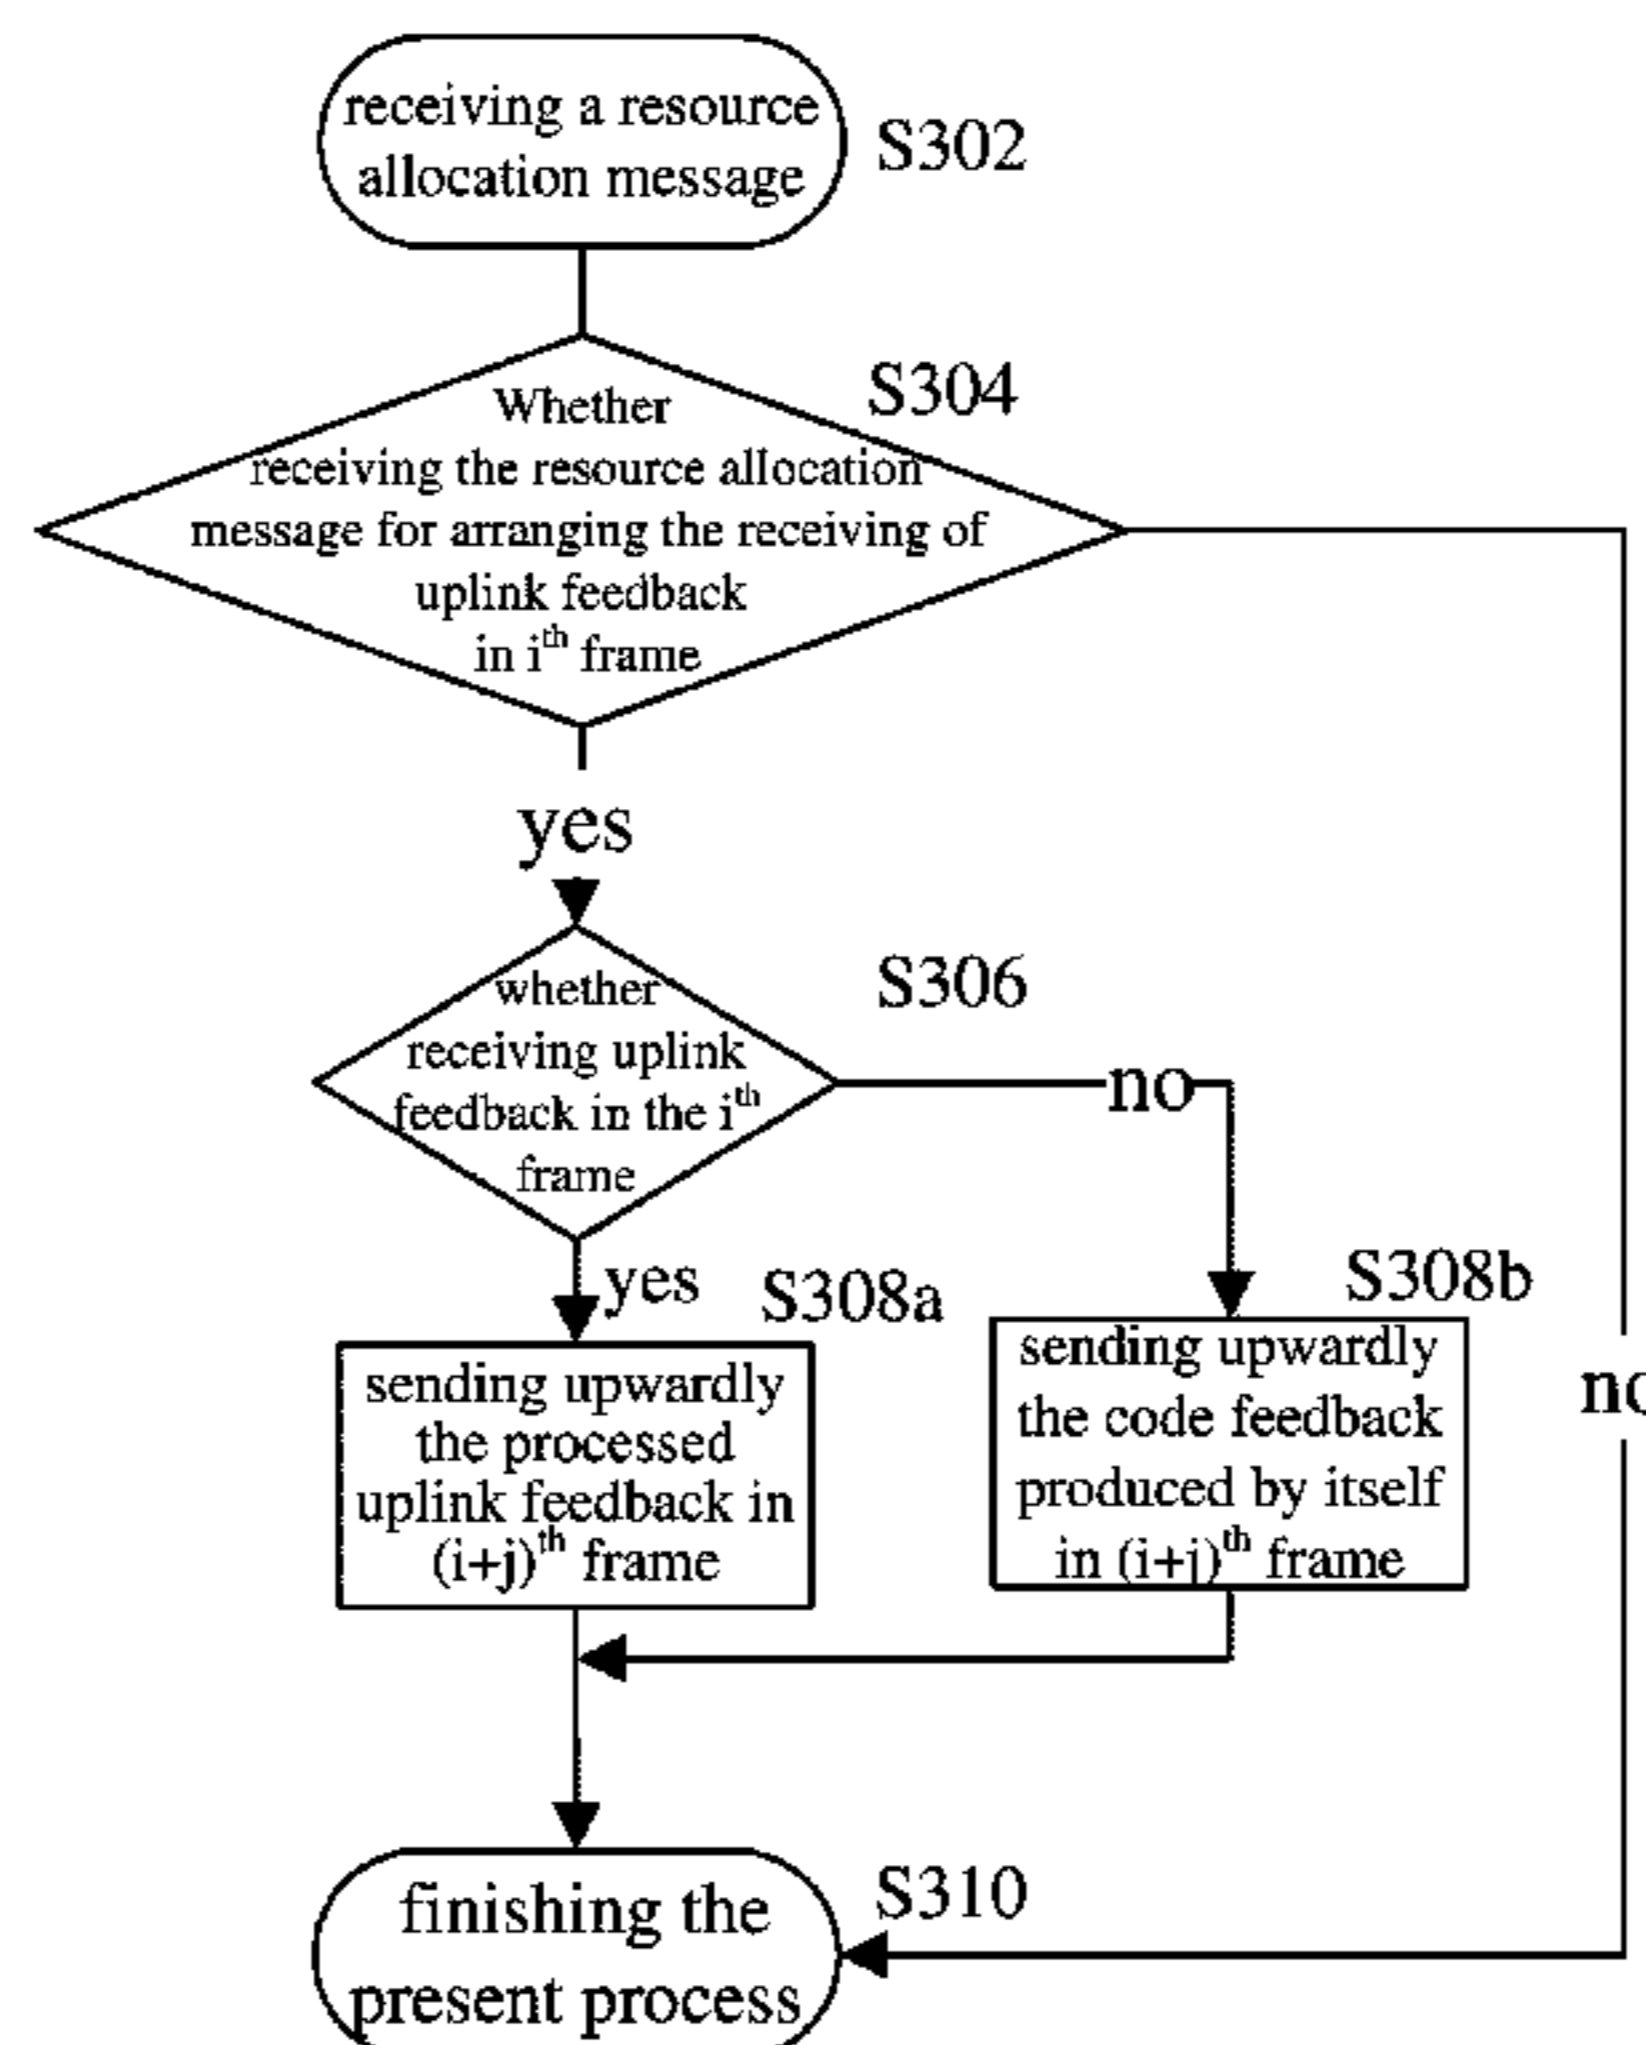 receiving a resource
allocation message
S302
S304
Whether
receiving the resource allocation
message for arranging the receiving of
uplink feedback
in iᵗʰ frame
yes
whether
receiving uplink
feedback in the iᵗʰ
frame
S306
no
yes
S308a
S308b
sending upwardly
the processed
uplink feedback in
(i+j)ᵗʰ frame
sending upwardly
the code feedback
produced by itself
in (i+j)ᵗʰ frame
no
finishing the
present process
S310